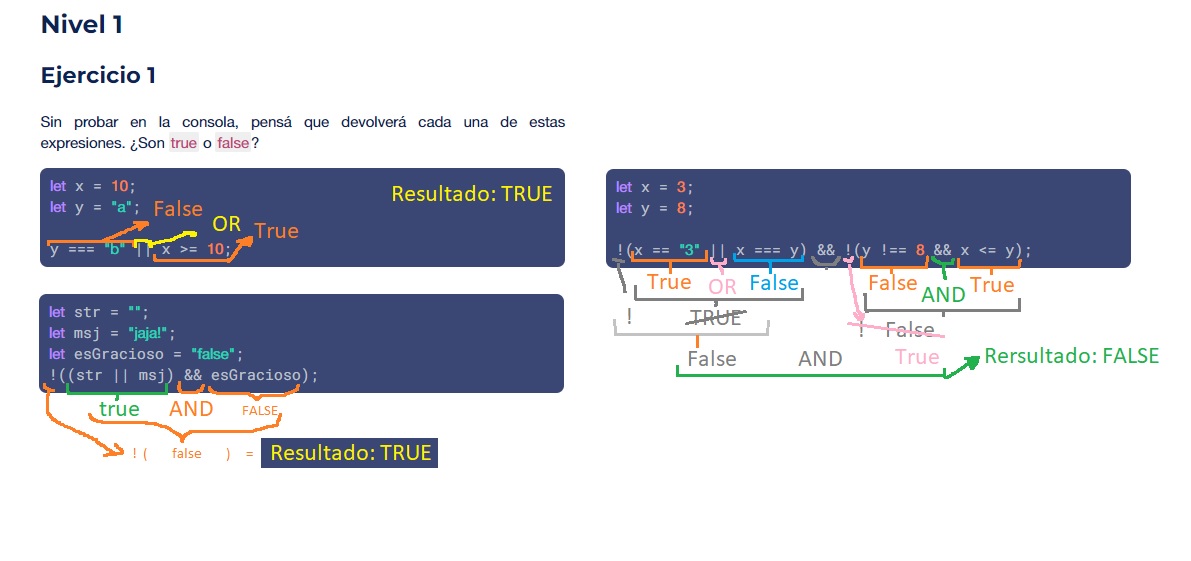 Nivel 1
Ejercicio 1
Sin probar en la consola, pensá que devolverá cada una de estas
expresiones. ¿Son true o false?
let x = 10;
let y = "a";
y === "b" || x >= 10;
False
OR
True
Resultado: TRUE
let str = "";
let msj = "jaja!";
let esGracioso = "false";
!((str || msj) && esGracioso);
true AND FALSE
! ( false ) = Resultado: TRUE
let x = 3;
let y = 8;
!(x == "3" || x === y) && !(y !== 8 && x <= y);
True OR False False AND True
! TRUE ! False
False AND True Rersultado: FALSE